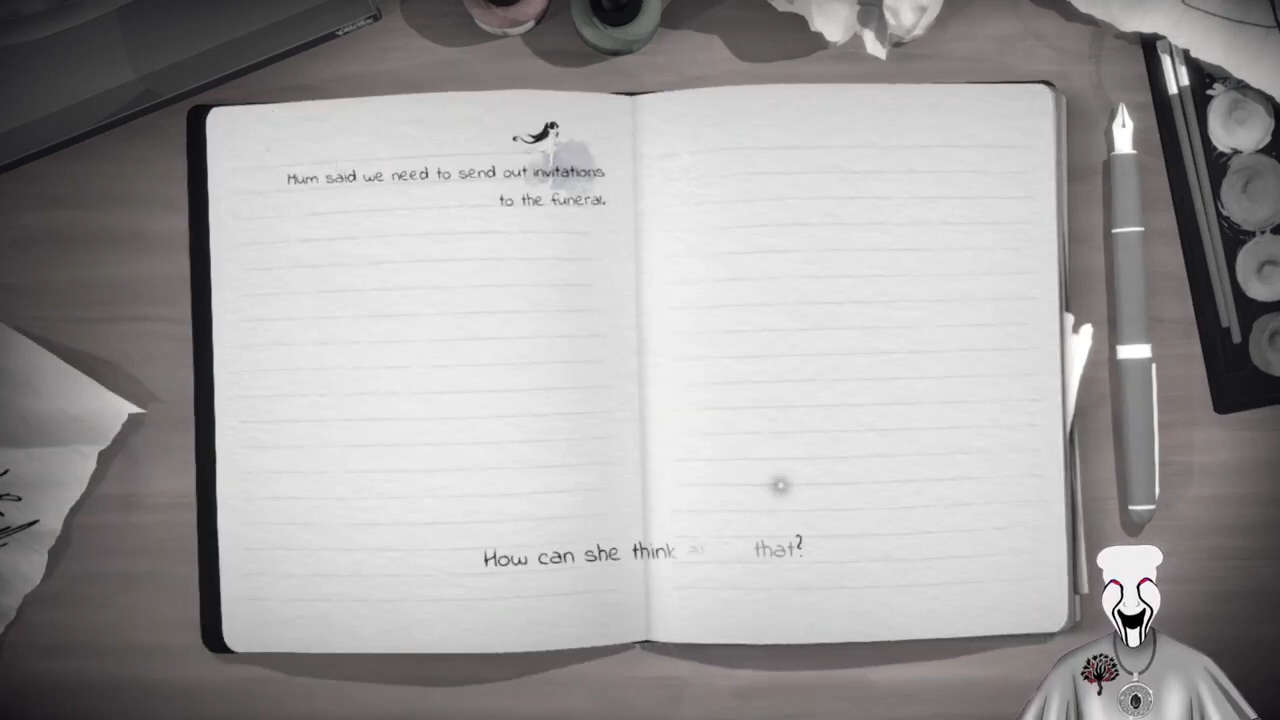 Mum said we need to send out invitations
to the funeral.
How can she think that?